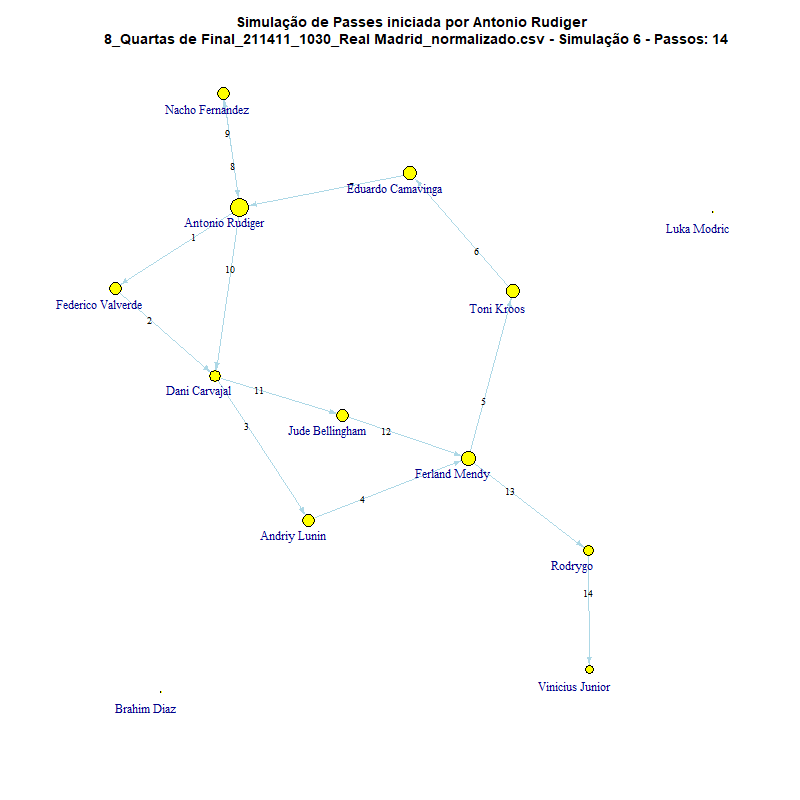 Simulação de Passes iniciada por Antonio Rudiger
8_Quartas de Final_211411_1030_Real Madrid_normalizado.csv - Simulação 6 - Passos: 14
Nacho Fernandez
9
8
Eduardo Camavinga
7
Antonio Rudiger
Luka Modric
1
6
10
Federico Valverde
Toni Kroos
2
Dani Carvajal
11
5
3
Jude Bellingham
12
Ferland Mendy
13
4
Andriy Lunin
Rodrygo
14
Vinicius Junior
Brahim Diaz